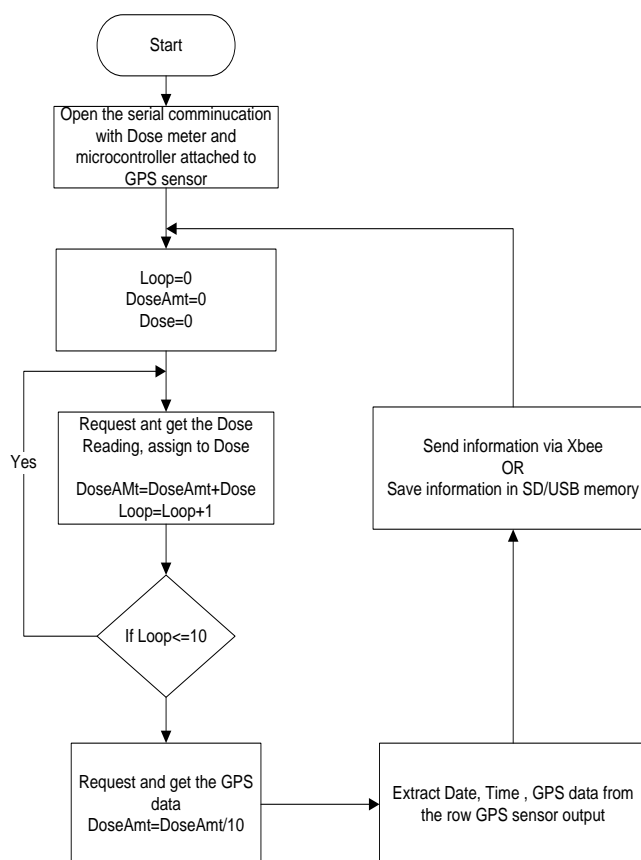 Start
Open the serial comminucation
with Dose meter and
microcontroller attached to
GPS sensor
Loop=0
DoseAmt=0
Dose=0
Request ant get the Dose
Reading, assign to Dose
DoseAMt=DoseAmt+Dose
Loop=Loop+1
Yes
If Loop<=10
Request and get the GPS
data
DoseAmt=DoseAmt/10
Extract Date, Time , GPS data from
the row GPS sensor output
Send information via Xbee
OR
Save information in SD/USB memory